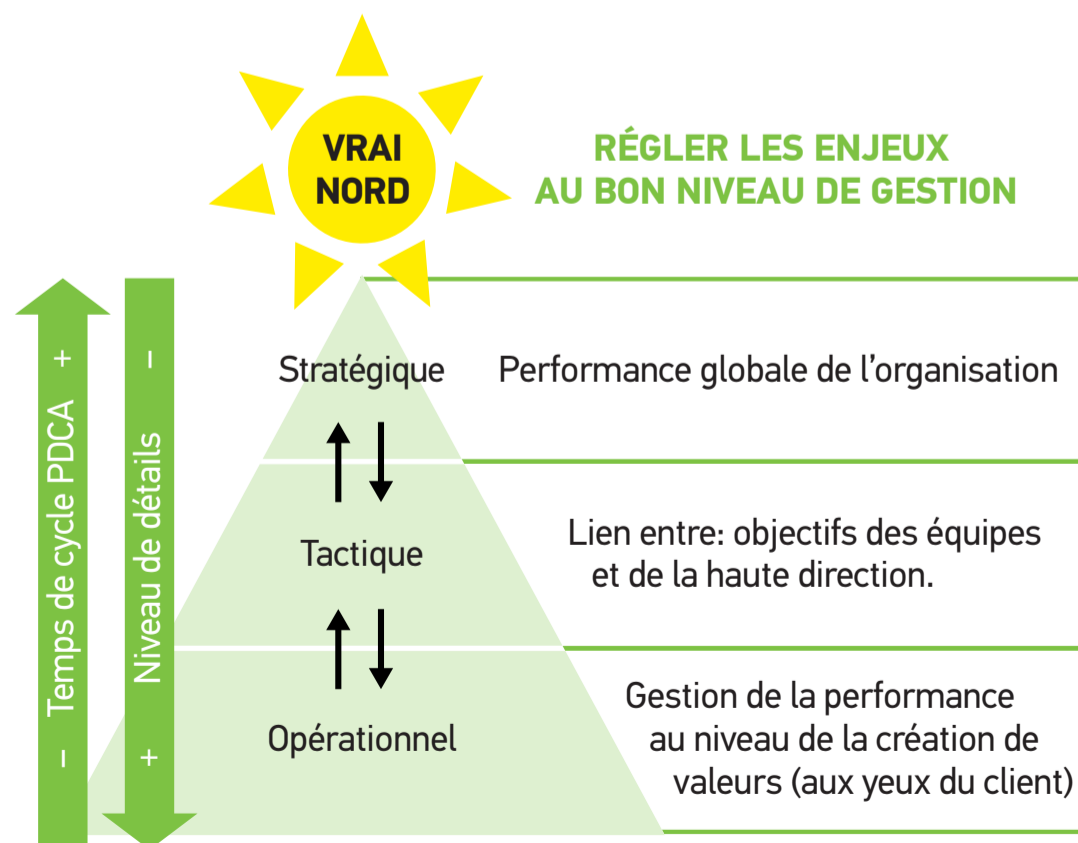 VRAI
NORD
RÉGLER LES ENJEUX
AU BON NIVEAU DE GESTION
− Temps de cycle PDCA +
+ Niveau de détails −
Stratégique
Performance globale de l’organisation
Tactique
Lien entre: objectifs des équipes
et de la haute direction.
Opérationnel
Gestion de la performance
au niveau de la création de
valeurs (aux yeux du client)